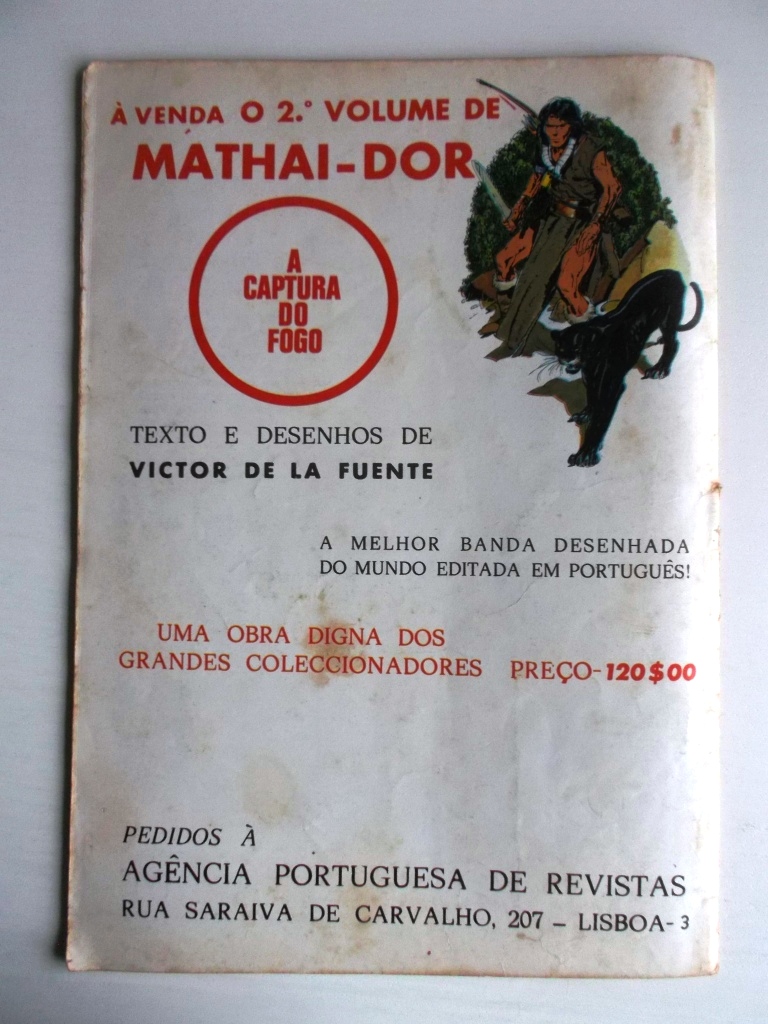 À VENDA O 2.º VOLUME DE
MATHAI-DOR
A
CAPTURA
DO
FOGO
TEXTO E DESENHOS DE
VICTOR DE LA FUENTE
A MELHOR BANDA DESENHADA
DO MUNDO EDITADA EM PORTUGUÊS!
UMA OBRA DIGNA DOS
GRANDES COLECCIONADORES PREÇO-120$00
PEDIDOS À
AGÊNCIA PORTUGUESA DE REVISTAS
RUA SARAIVA DE CARVALHO, 207 – LISBOA-3